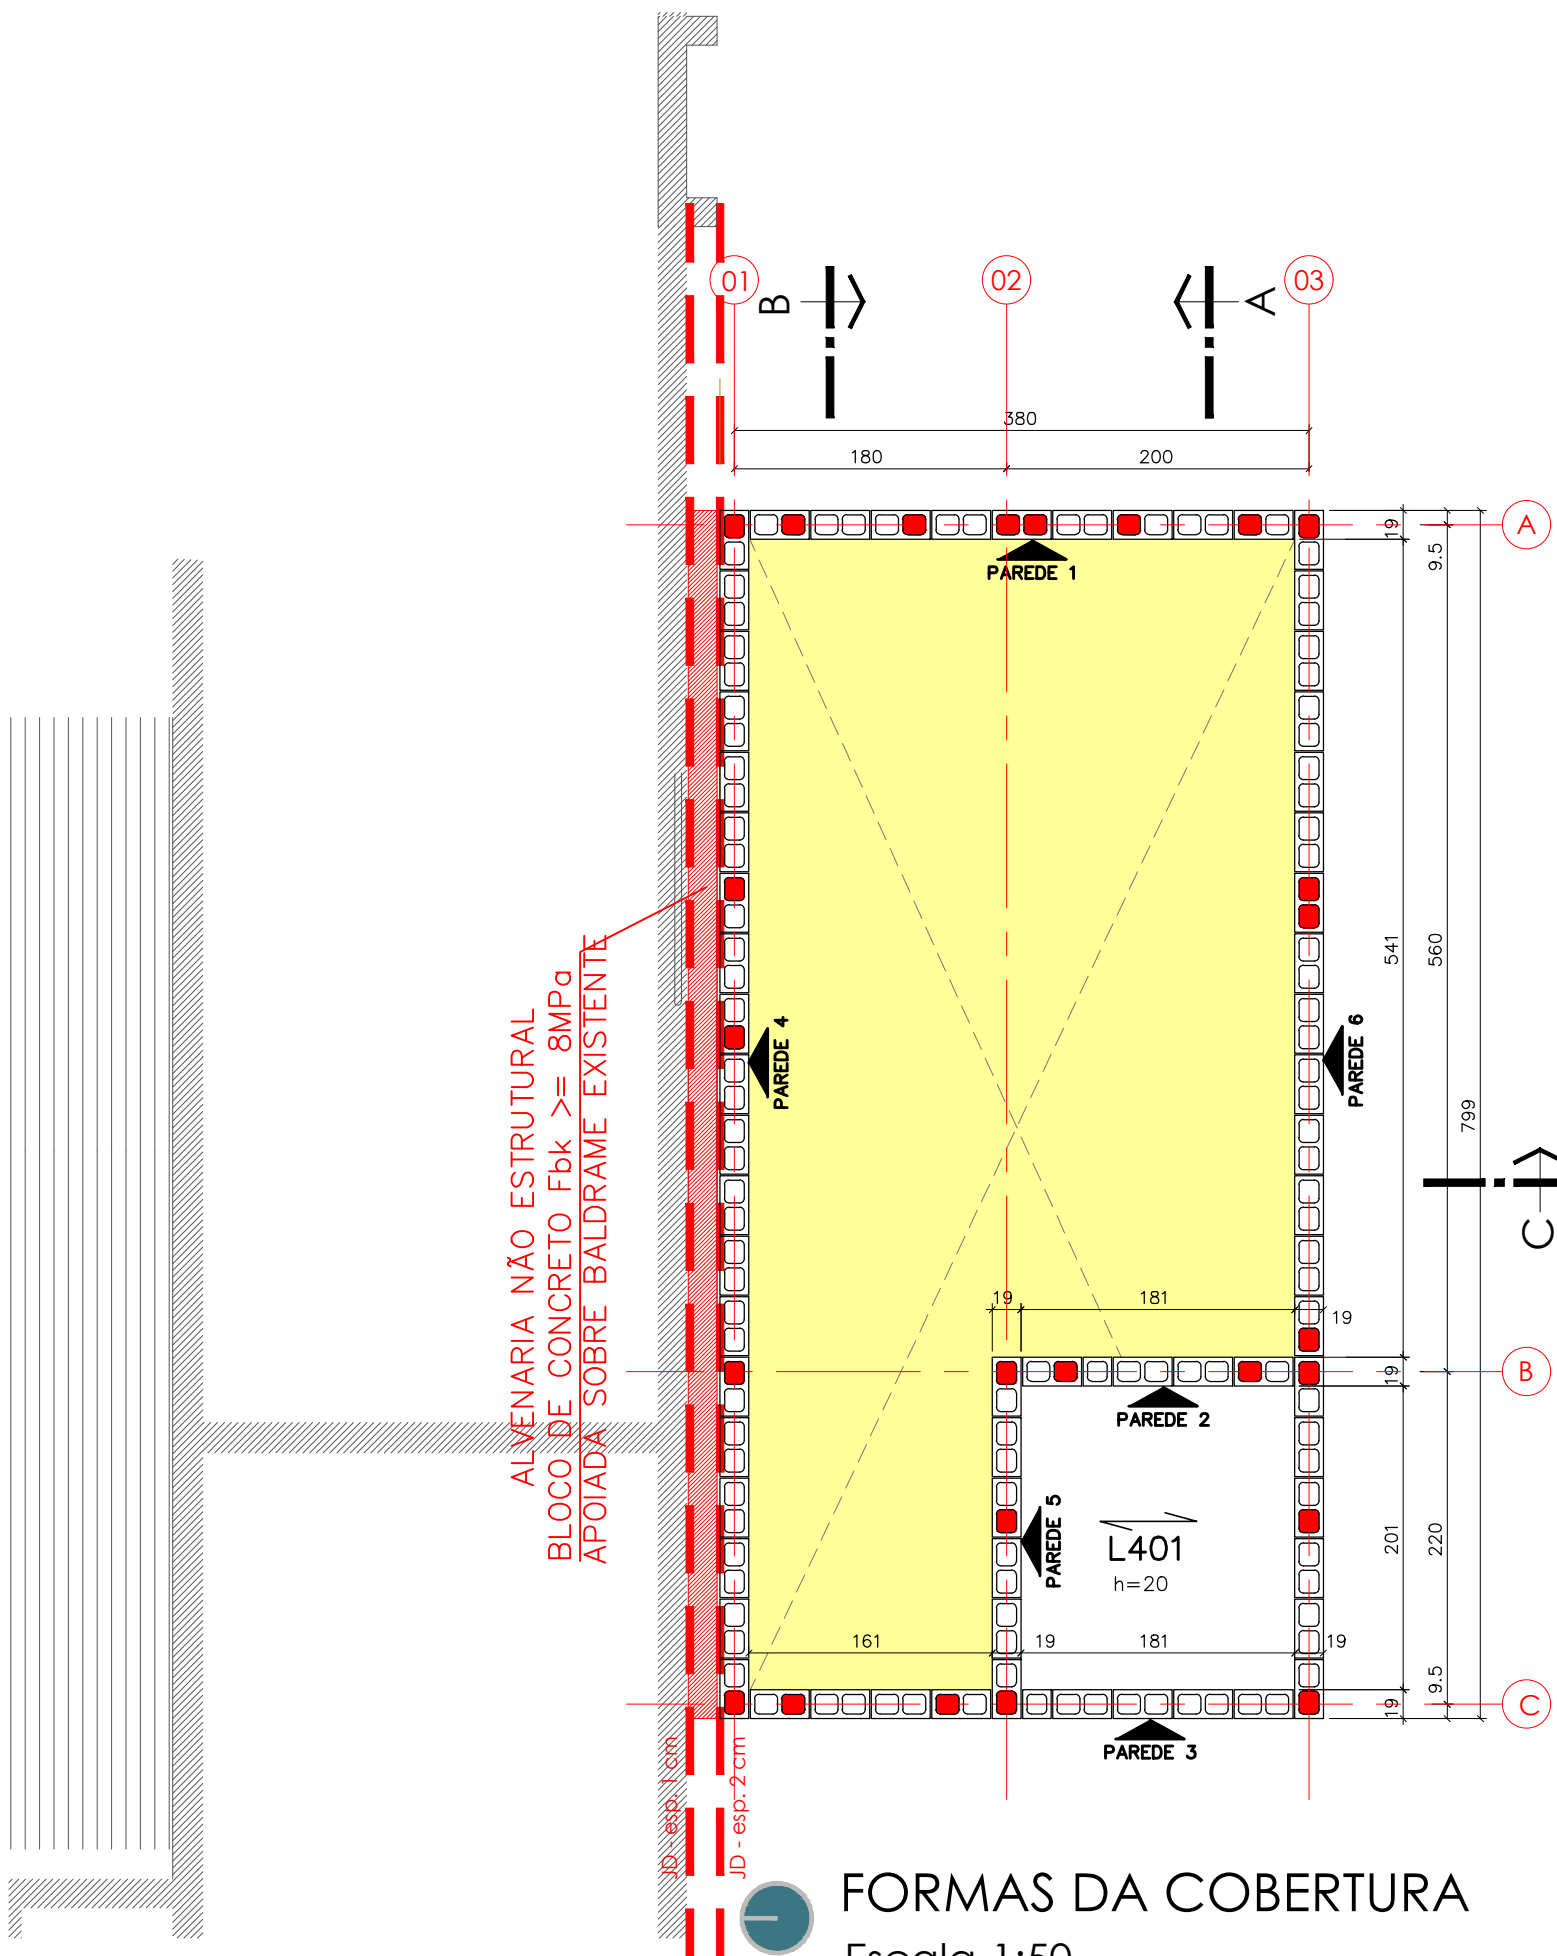 01
02
03
B
A
380
180
200
A
19
9.5
PAREDE 1
ALVENARIA NÃO ESTRUTURAL
BLOCO DE CONCRETO Fbk >= 8MPa
APOIADA SOBRE BALDRAME EXISTENTE
PAREDE 4
PAREDE 6
541
560
799
C
19
181
19
B
19
PAREDE 2
PAREDE 5
L401
h=20
201
220
161
19
181
19
9.5
19
C
PAREDE 3
JD - esp. 1 cm
JD - esp. 2 cm
FORMAS DA COBERTURA
Escala 1:50